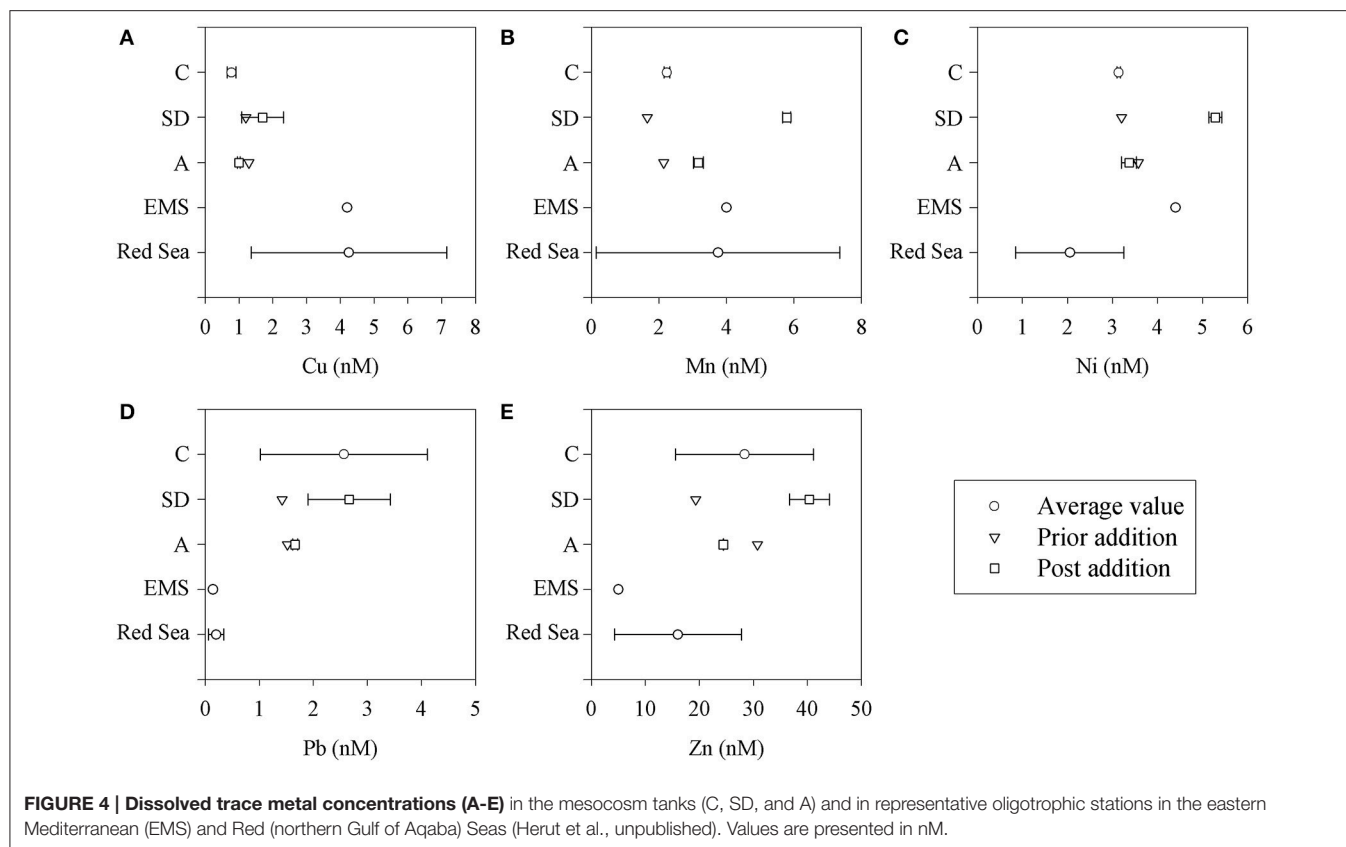 A
C
SD
A
EMS
Red Sea
0 1 2 3 4 5 6 7 8
Cu (nM)
B
C
SD
A
EMS
Red Sea
0 2 4 6 8
Mn (nM)
C
C
SD
A
EMS
Red Sea
0 1 2 3 4 5 6
Ni (nM)
D
C
SD
A
EMS
Red Sea
0 1 2 3 4 5
Pb (nM)
E
C
SD
A
EMS
Red Sea
0 10 20 30 40 50
Zn (nM)
Average value
Prior addition
Post addition
FIGURE 4 | Dissolved trace metal concentrations (A-E) in the mesocosm tanks (C, SD, and A) and in representative oligotrophic stations in the eastern
Mediterranean (EMS) and Red (northern Gulf of Aqaba) Seas (Herut et al., unpublished). Values are presented in nM.